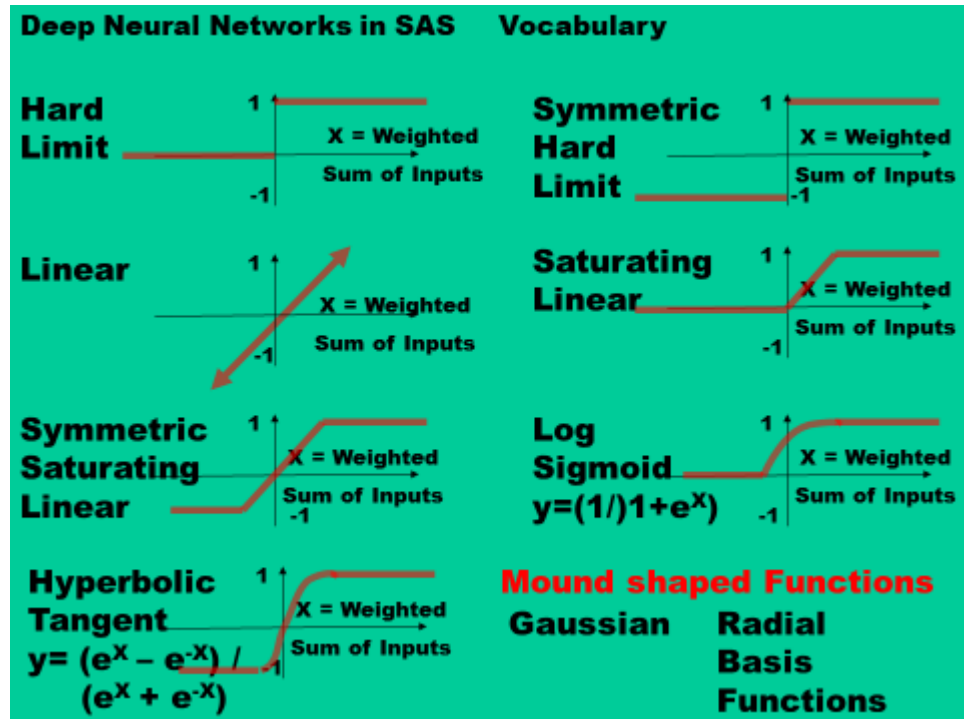 Deep Neural Networks in SAS Vocabulary
Hard
Limit
1
X = Weighted
Sum of Inputs
-1
Symmetric
Hard
Limit
1
X = Weighted
Sum of Inputs
-1
Linear
1
X = Weighted
Sum of Inputs
-1
Saturating
Linear
1
X = Weighted
Sum of Inputs
-1
Symmetric
Saturating
Linear
1
X = Weighted
Sum of Inputs
-1
Log
Sigmoid
y=(1/)1+e^X)
1
X = Weighted
Sum of Inputs
-1
Hyperbolic
Tangent
y= (e^X – e^-X) /
(e^X + e^-X)
1
X = Weighted
Sum of Inputs
-1
Mound shaped Functions
Gaussian
Radial
Basis
Functions